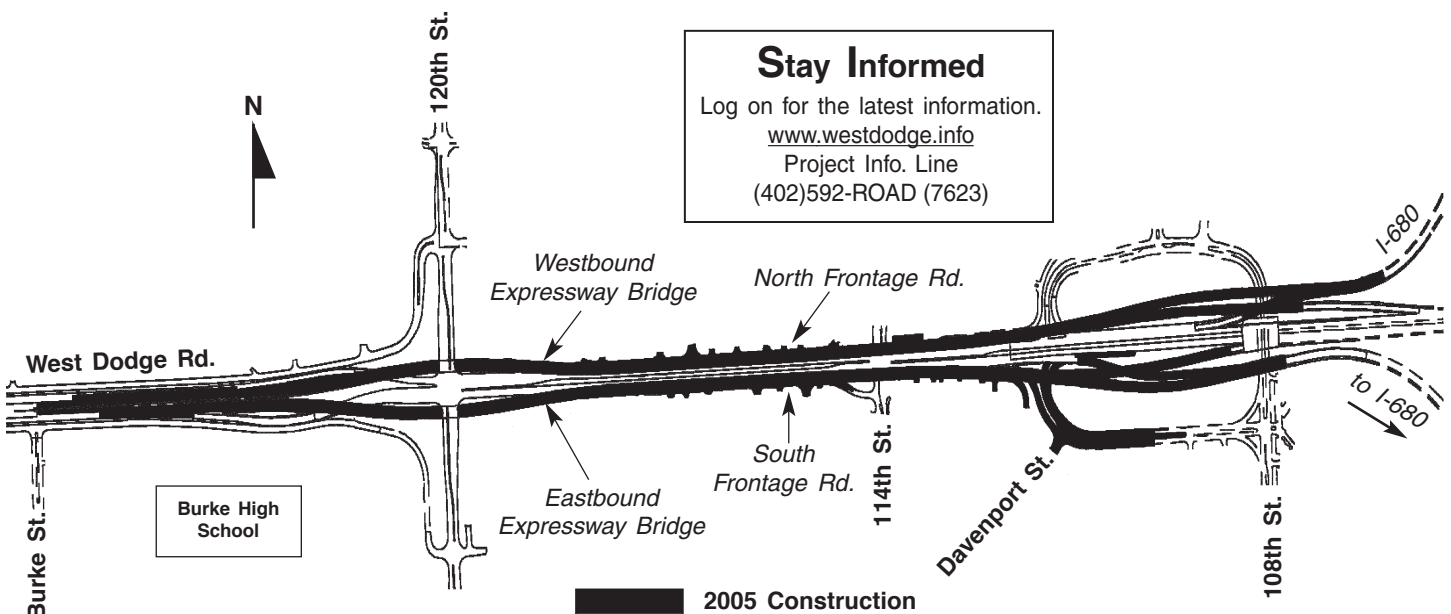 120th St.
Stay Informed
Log on for the latest information.
www.westdodge.info
Project Info. Line
(402)592-ROAD (7623)
N
I-680
Westbound
Expressway Bridge
North Frontage Rd.
West Dodge Rd.
to I-680
Burke St.
Burke High
School
Eastbound
Expressway Bridge
South
Frontage Rd.
114th St.
Davenport St.
108th St.
2005 Construction